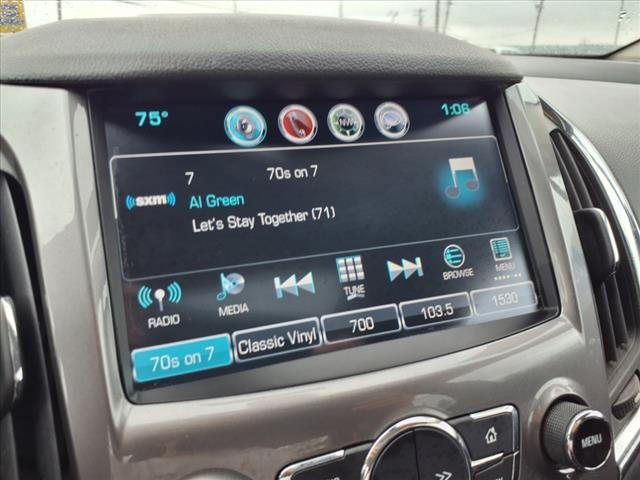 75° NW 1:06
7 70s on 7
((sxm)) Al Green
Let's Stay Together (71)
RADIO MEDIA TUNE BROWSE MENU
70s on 7 Classic Vinyl 700 103.5 1530
MENU